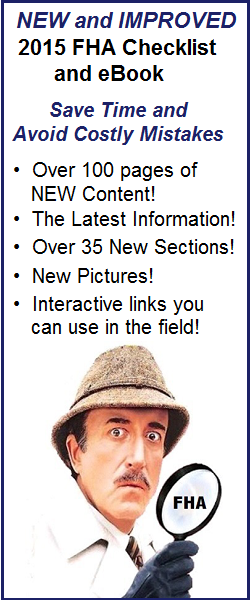 NEW and IMPROVED
2015 FHA Checklist
and eBook
Save Time and
Avoid Costly Mistakes
• Over 100 pages of
NEW Content!
• The Latest Information!
• Over 35 New Sections!
• New Pictures!
• Interactive links you
can use in the field!
FHA